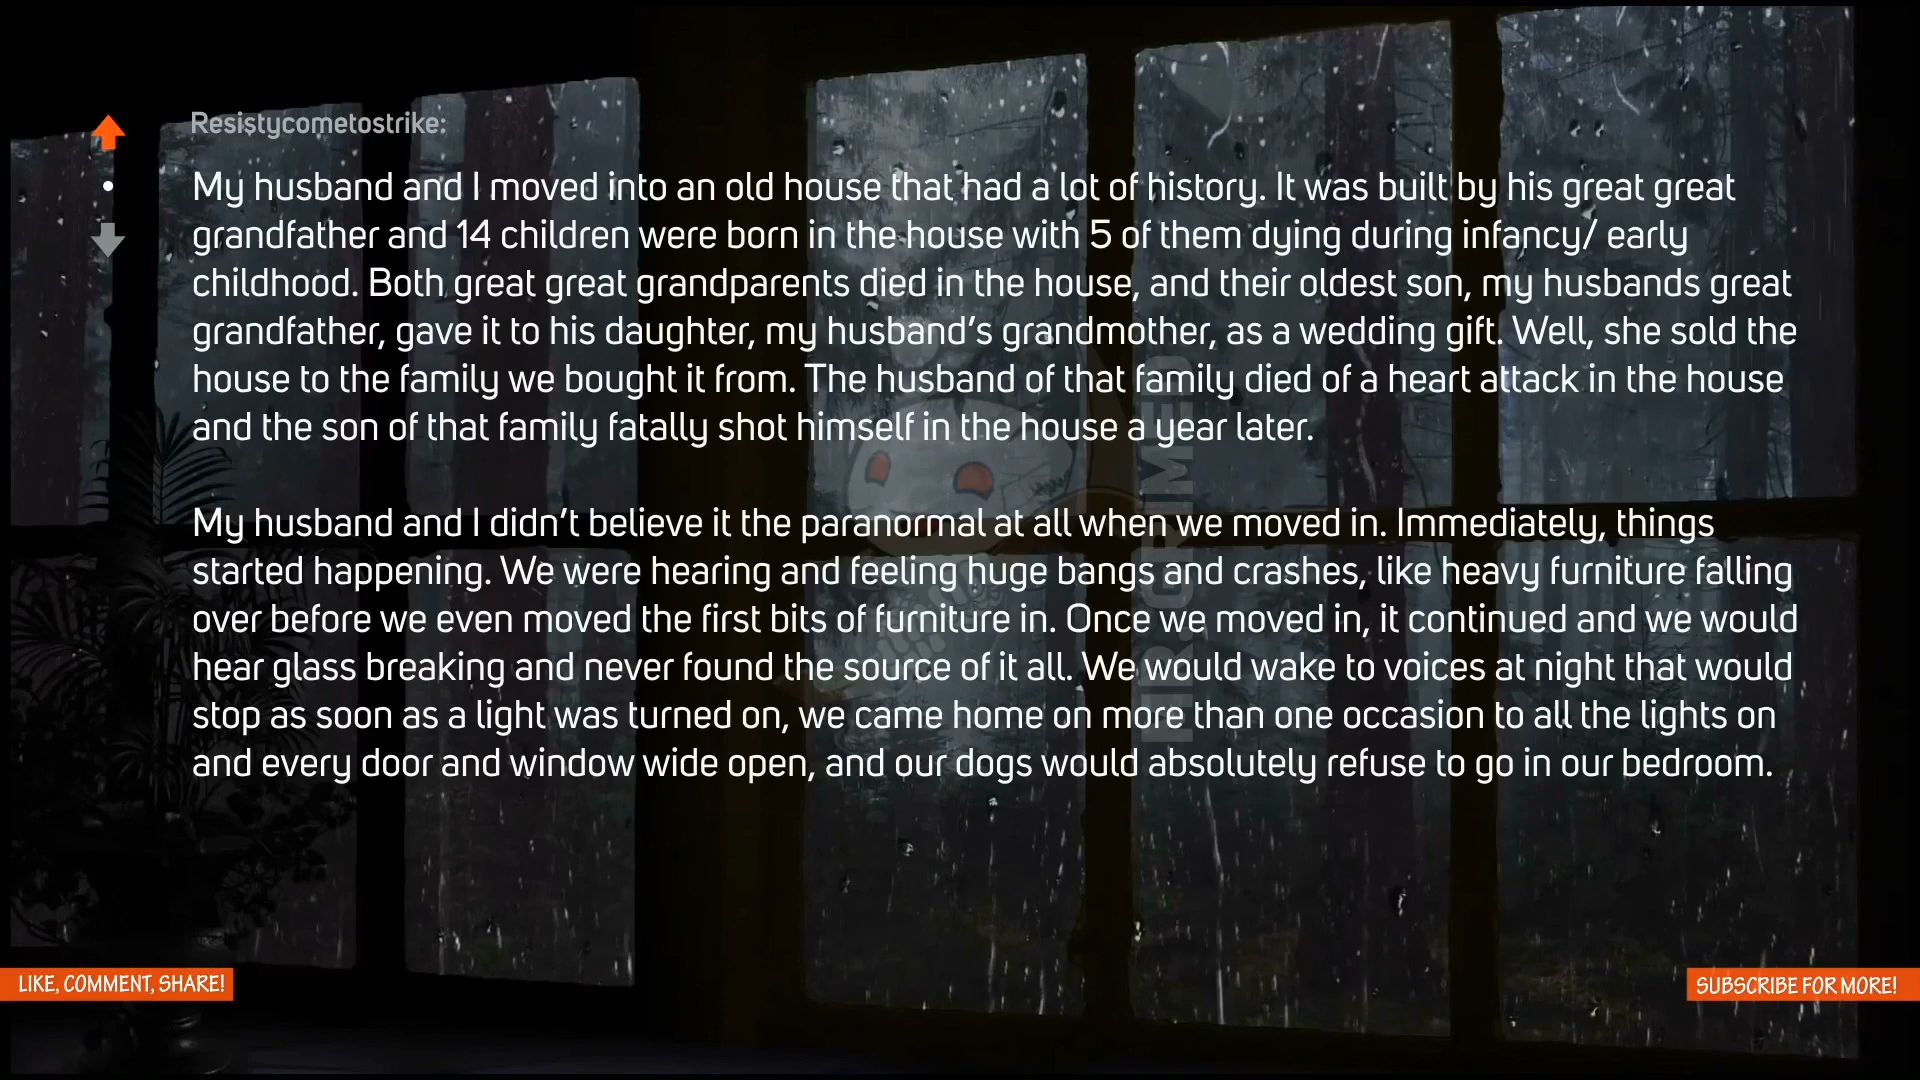 Resistycometostrike:
My husband and I moved into an old house that had a lot of history. It was built by his great great
grandfather and 14 children were born in the house with 5 of them dying during infancy/ early
childhood. Both great great grandparents died in the house, and their oldest son, my husbands great
grandfather, gave it to his daughter, my husband's grandmother, as a wedding gift. Well, she sold the
house to the family we bought it from. The husband of that family died of a heart attack in the house
and the son of that family fatally shot himself in the house a year later.
My husband and I didn't believe it the paranormal at all when we moved in. Immediately, things
started happening. We were hearing and feeling huge bangs and crashes, like heavy furniture falling
over before we even moved the first bits of furniture in. Once we moved in, it continued and we would
hear glass breaking and never found the source of it all. We would wake to voices at night that would
stop as soon as a light was turned on, we came home on more than one occasion to all the lights on
and every door and window wide open, and our dogs would absolutely refuse to go in our bedroom.
MR.GRIMED
LIKE, COMMENT, SHARE!
SUBSCRIBE FOR MORE!